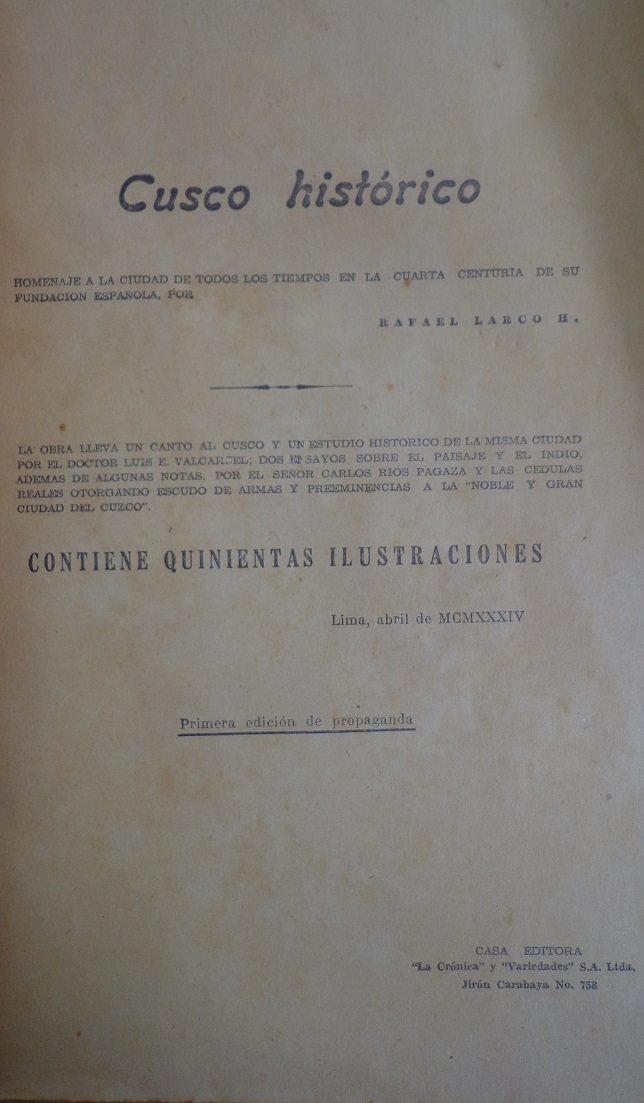 Cusco histórico
HOMENAJE A LA CIUDAD DE TODOS LOS TIEMPOS EN LA CUARTA CENTURIA DE SU
FUNDACION ESPAÑOLA, POR
RAFAEL LARCO H.
LA OBRA LLEVA UN CANTO AL CUSCO Y UN ESTUDIO HISTORICO DE LA MISMA CIUDAD
POR EL DOCTOR LUIS E. VALCARCEL; DOS ENSAYOS SOBRE EL PAISAJE Y EL INDIO,
ADEMAS DE ALGUNAS NOTAS, POR EL SEÑOR CARLOS RIOS PAGAZA Y LAS CEDULAS
REALES OTORGANDO ESCUDO DE ARMAS Y PREEMINENCIAS A LA "NOBLE Y GRAN
CIUDAD DEL CUZCO".
CONTIENE QUINIENTAS ILUSTRACIONES
Lima, abril de MCMXXXIV
Primera edición de propaganda
CASA EDITORA
"La Crónica" y "Variedades" S.A. Ltda.
Jirón Carabaya No. 758